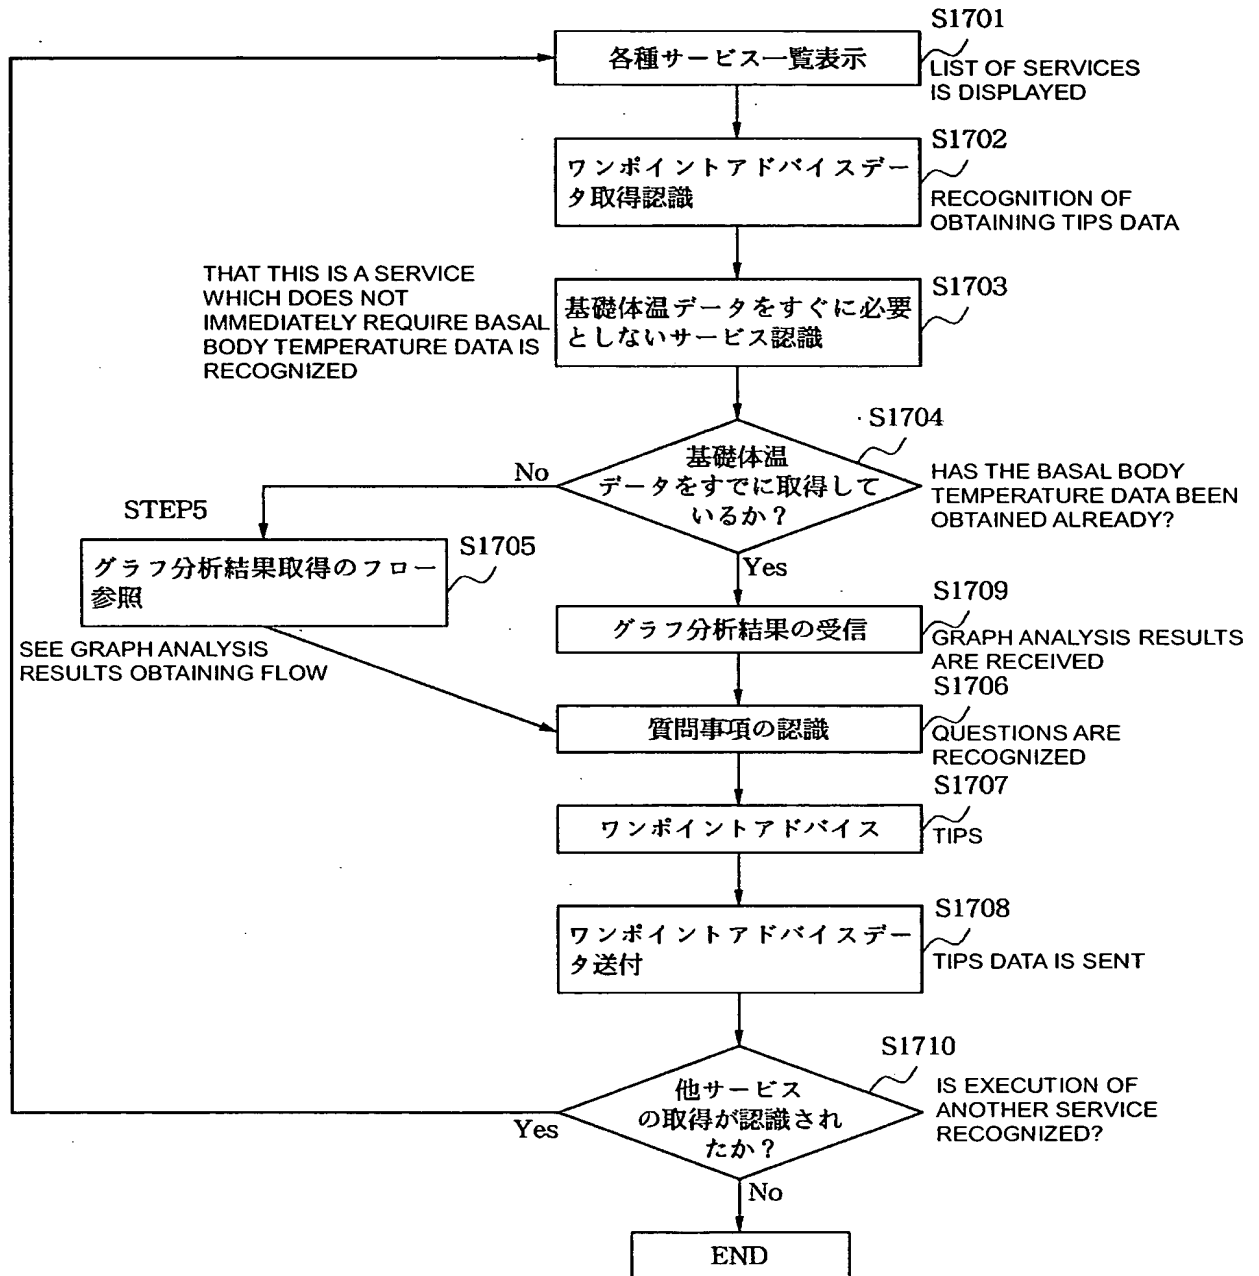 S1701
各種サービス一覧表示
LIST OF SERVICES
IS DISPLAYED
S1702
ワンポイントアドバイスデー
タ取得認識
RECOGNITION OF
OBTAINING TIPS DATA
THAT THIS IS A SERVICE
WHICH DOES NOT
IMMEDIATELY REQUIRE BASAL
BODY TEMPERATURE DATA IS
RECOGNIZED
S1703
基礎体温データをすぐに必要
としないサービス認識
S1704
基礎体温
データをすでに取得して
いるか？
No
HAS THE BASAL BODY
TEMPERATURE DATA BEEN
OBTAINED ALREADY?
STEP5
S1705
グラフ分析結果取得のフロー
参照
SEE GRAPH ANALYSIS
RESULTS OBTAINING FLOW
Yes
S1709
グラフ分析結果の受信
GRAPH ANALYSIS RESULTS
ARE RECEIVED
S1706
質問事項の認識
QUESTIONS ARE
RECOGNIZED
S1707
ワンポイントアドバイス
TIPS
S1708
ワンポイントアドバイスデー
タ送付
TIPS DATA IS SENT
S1710
他サービス
の取得が認識され
たか？
Yes
IS EXECUTION OF
ANOTHER SERVICE
RECOGNIZED?
No
END